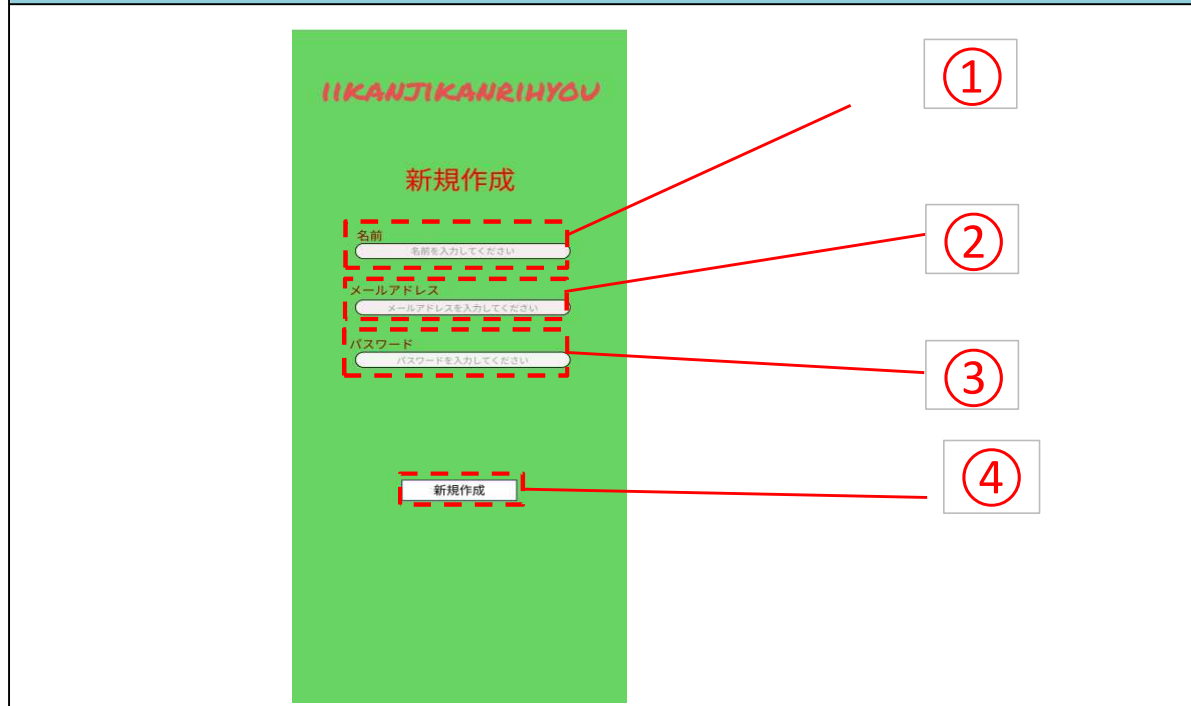 IIKANJIKANRIHYOU
①
新規作成
名前
名前を入力してください
②
メールアドレス
メールアドレスを入力してください
パスワード
パスワードを入力してください
③
新規作成
④